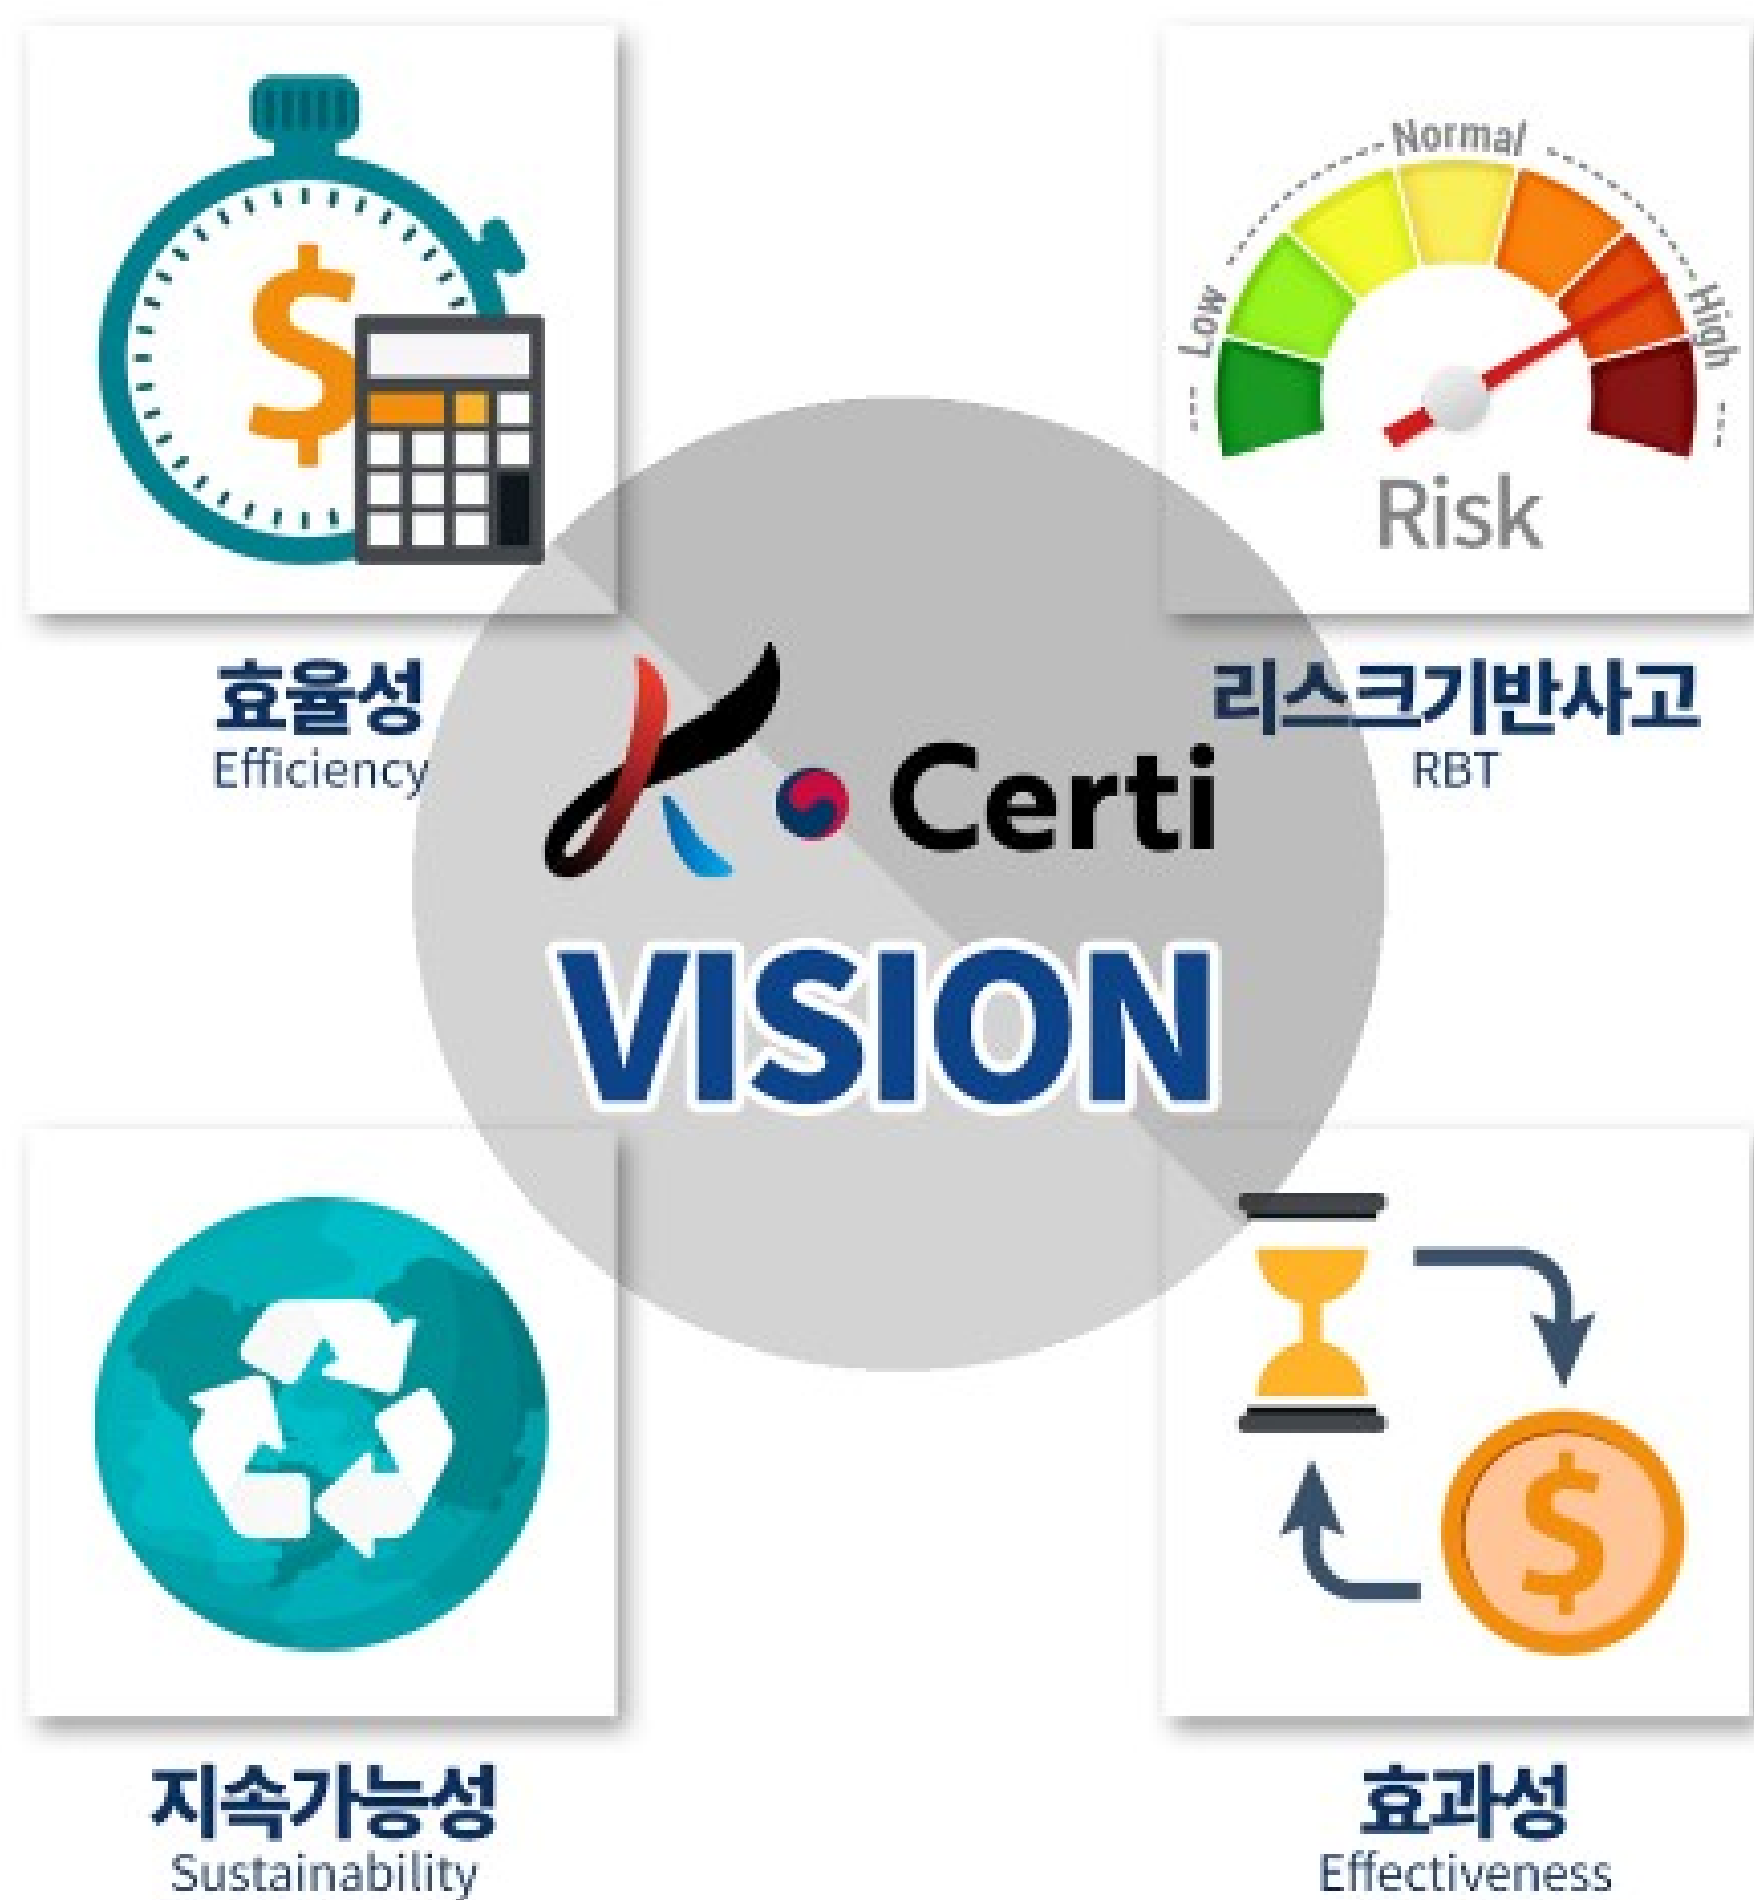 Normal
Low
High
Risk
효율성
Efficiency
리스크기반사고
RBT
K Certi
VISION
지속가능성
Sustainability
효과성
Effectiveness